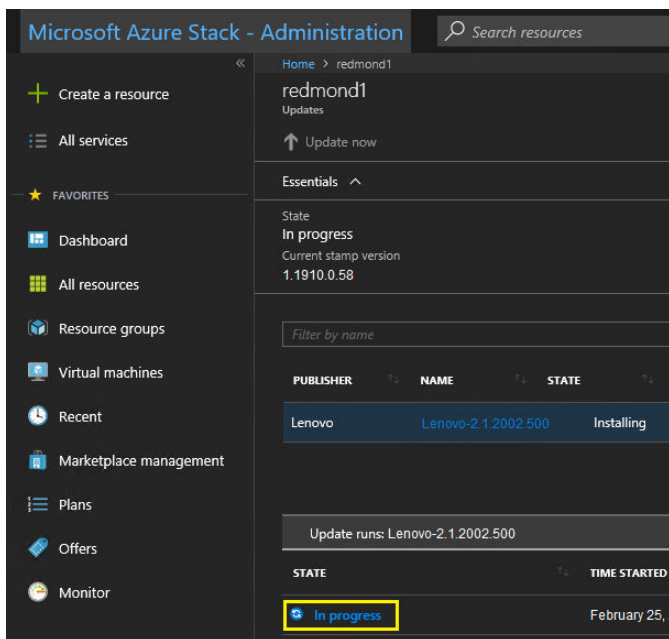 Microsoft Azure Stack - Administration
Search resources
«
Home > redmond1
redmond1
Updates
Update now
Essentials
State
In progress
Current stamp version
1.1910.0.58
Create a resource
All services
FAVORITES
Dashboard
All resources
Resource groups
Virtual machines
Recent
Marketplace management
Plans
Offers
Monitor
Filter by name
PUBLISHER NAME STATE
Lenovo Lenovo-2.1.2002.500 Installing
Update runs: Lenovo-2.1.2002.500
STATE TIME STARTED
In progress February 25,